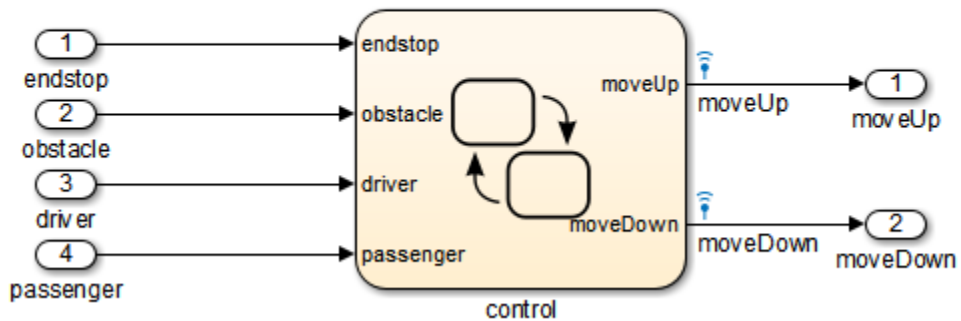 1
endstop
2
obstacle
3
driver
4
passenger
endstop
obstacle
driver
passenger
moveUp
moveDown
control
moveUp
moveDown
1
moveUp
2
moveDown